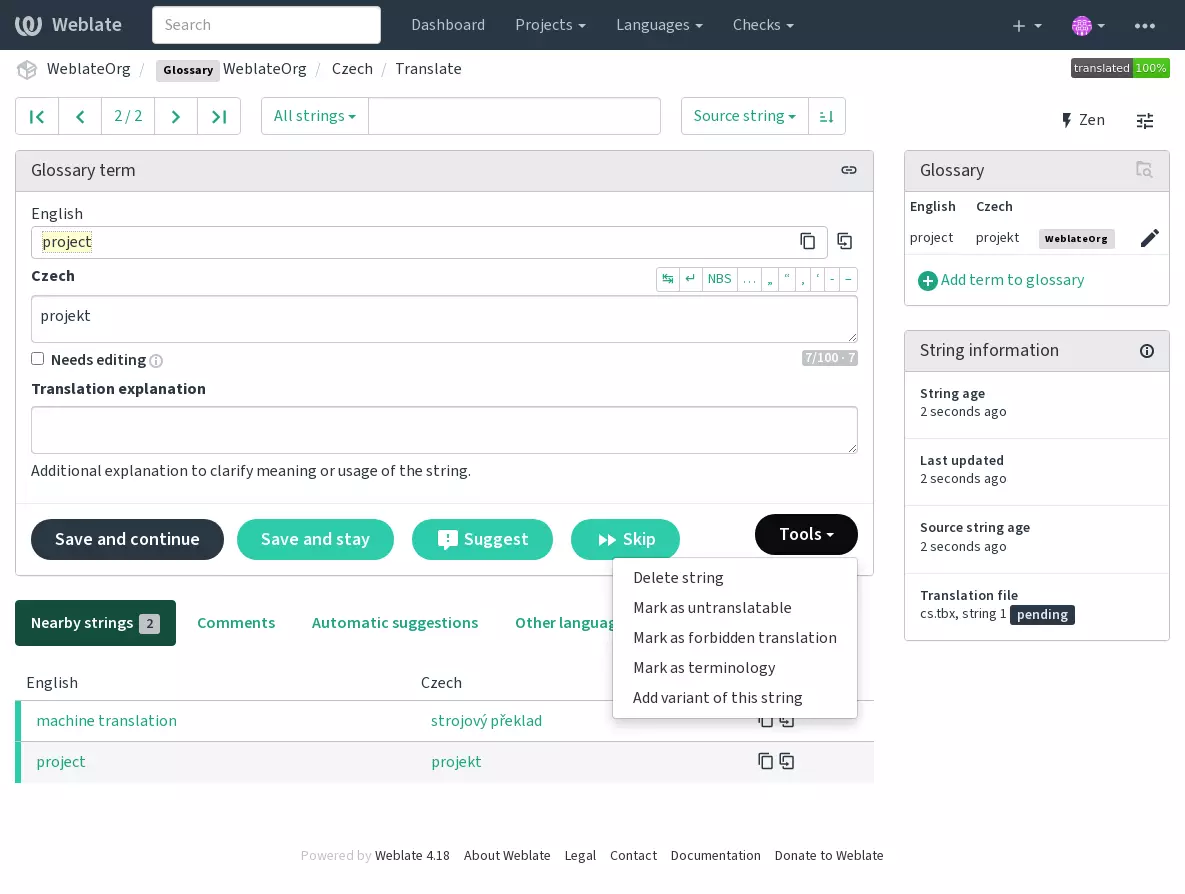 Weblate Search Dashboard Projects Languages Checks
WeblateOrg / Glossary WeblateOrg / Czech / Translate translated 100%
2 / 2 All strings Source string Zen
Glossary term
English
project
Czech NBS … „ “ ‚ ‘ - –
projekt
Needs editing 7/100 · 7
Translation explanation
Additional explanation to clarify meaning or usage of the string.
Save and continue Save and stay Suggest Skip Tools
Delete string
Mark as untranslatable
Mark as forbidden translation
Mark as terminology
Add variant of this string
Nearby strings 2 Comments Automatic suggestions
English Czech
machine translation strojový překlad
project projekt
Glossary
English Czech
project projekt WeblateOrg
Add term to glossary
String information
String age
2 seconds ago
Last updated
2 seconds ago
Source string age
2 seconds ago
Translation file
cs.tbx, string 1 pending
Powered by Weblate 4.18 About Weblate Legal Contact Documentation Donate to Weblate